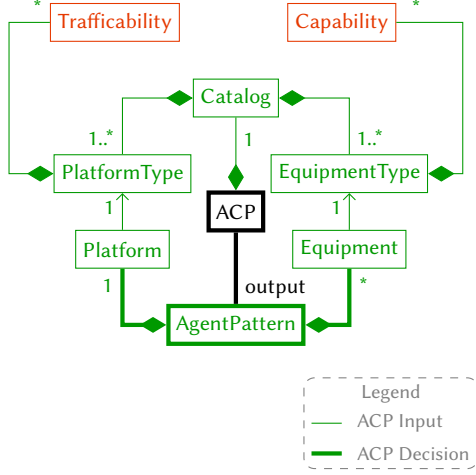 *
*
Trafficability
Capability
Catalog
1..*
1
1..*
PlatformType
EquipmentType
1
ACP
1
Platform
Equipment
1
output
*
AgentPattern
Legend
ACP Input
ACP Decision